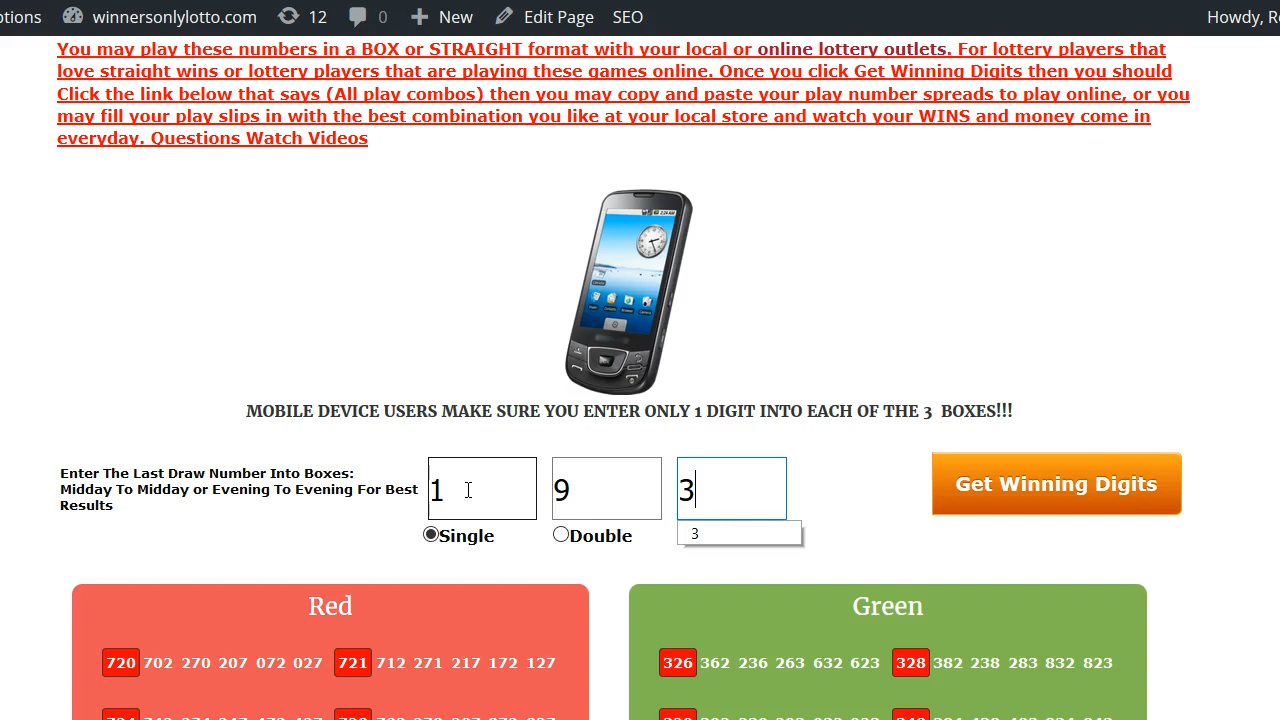 ptions winnersonlylotto.com 12 0 New Edit Page SEO Howdy, R
You may play these numbers in a BOX or STRAIGHT format with your local or online lottery outlets. For lottery players that
love straight wins or lottery players that are playing these games online. Once you click Get Winning Digits then you should
Click the link below that says (All play combos) then you may copy and paste your play number spreads to play online, or you
may fill your play slips in with the best combination you like at your local store and watch your WINS and money come in
everyday. Questions Watch Videos
MOBILE DEVICE USERS MAKE SURE YOU ENTER ONLY 1 DIGIT INTO EACH OF THE 3 BOXES!!!
Enter The Last Draw Number Into Boxes:
Midday To Midday or Evening To Evening For Best
Results
1 9 3
Get Winning Digits
Single Double
3
Red
720 702 270 207 072 027 721 712 271 217 172 127
Green
326 362 236 263 632 623 328 382 238 283 832 823